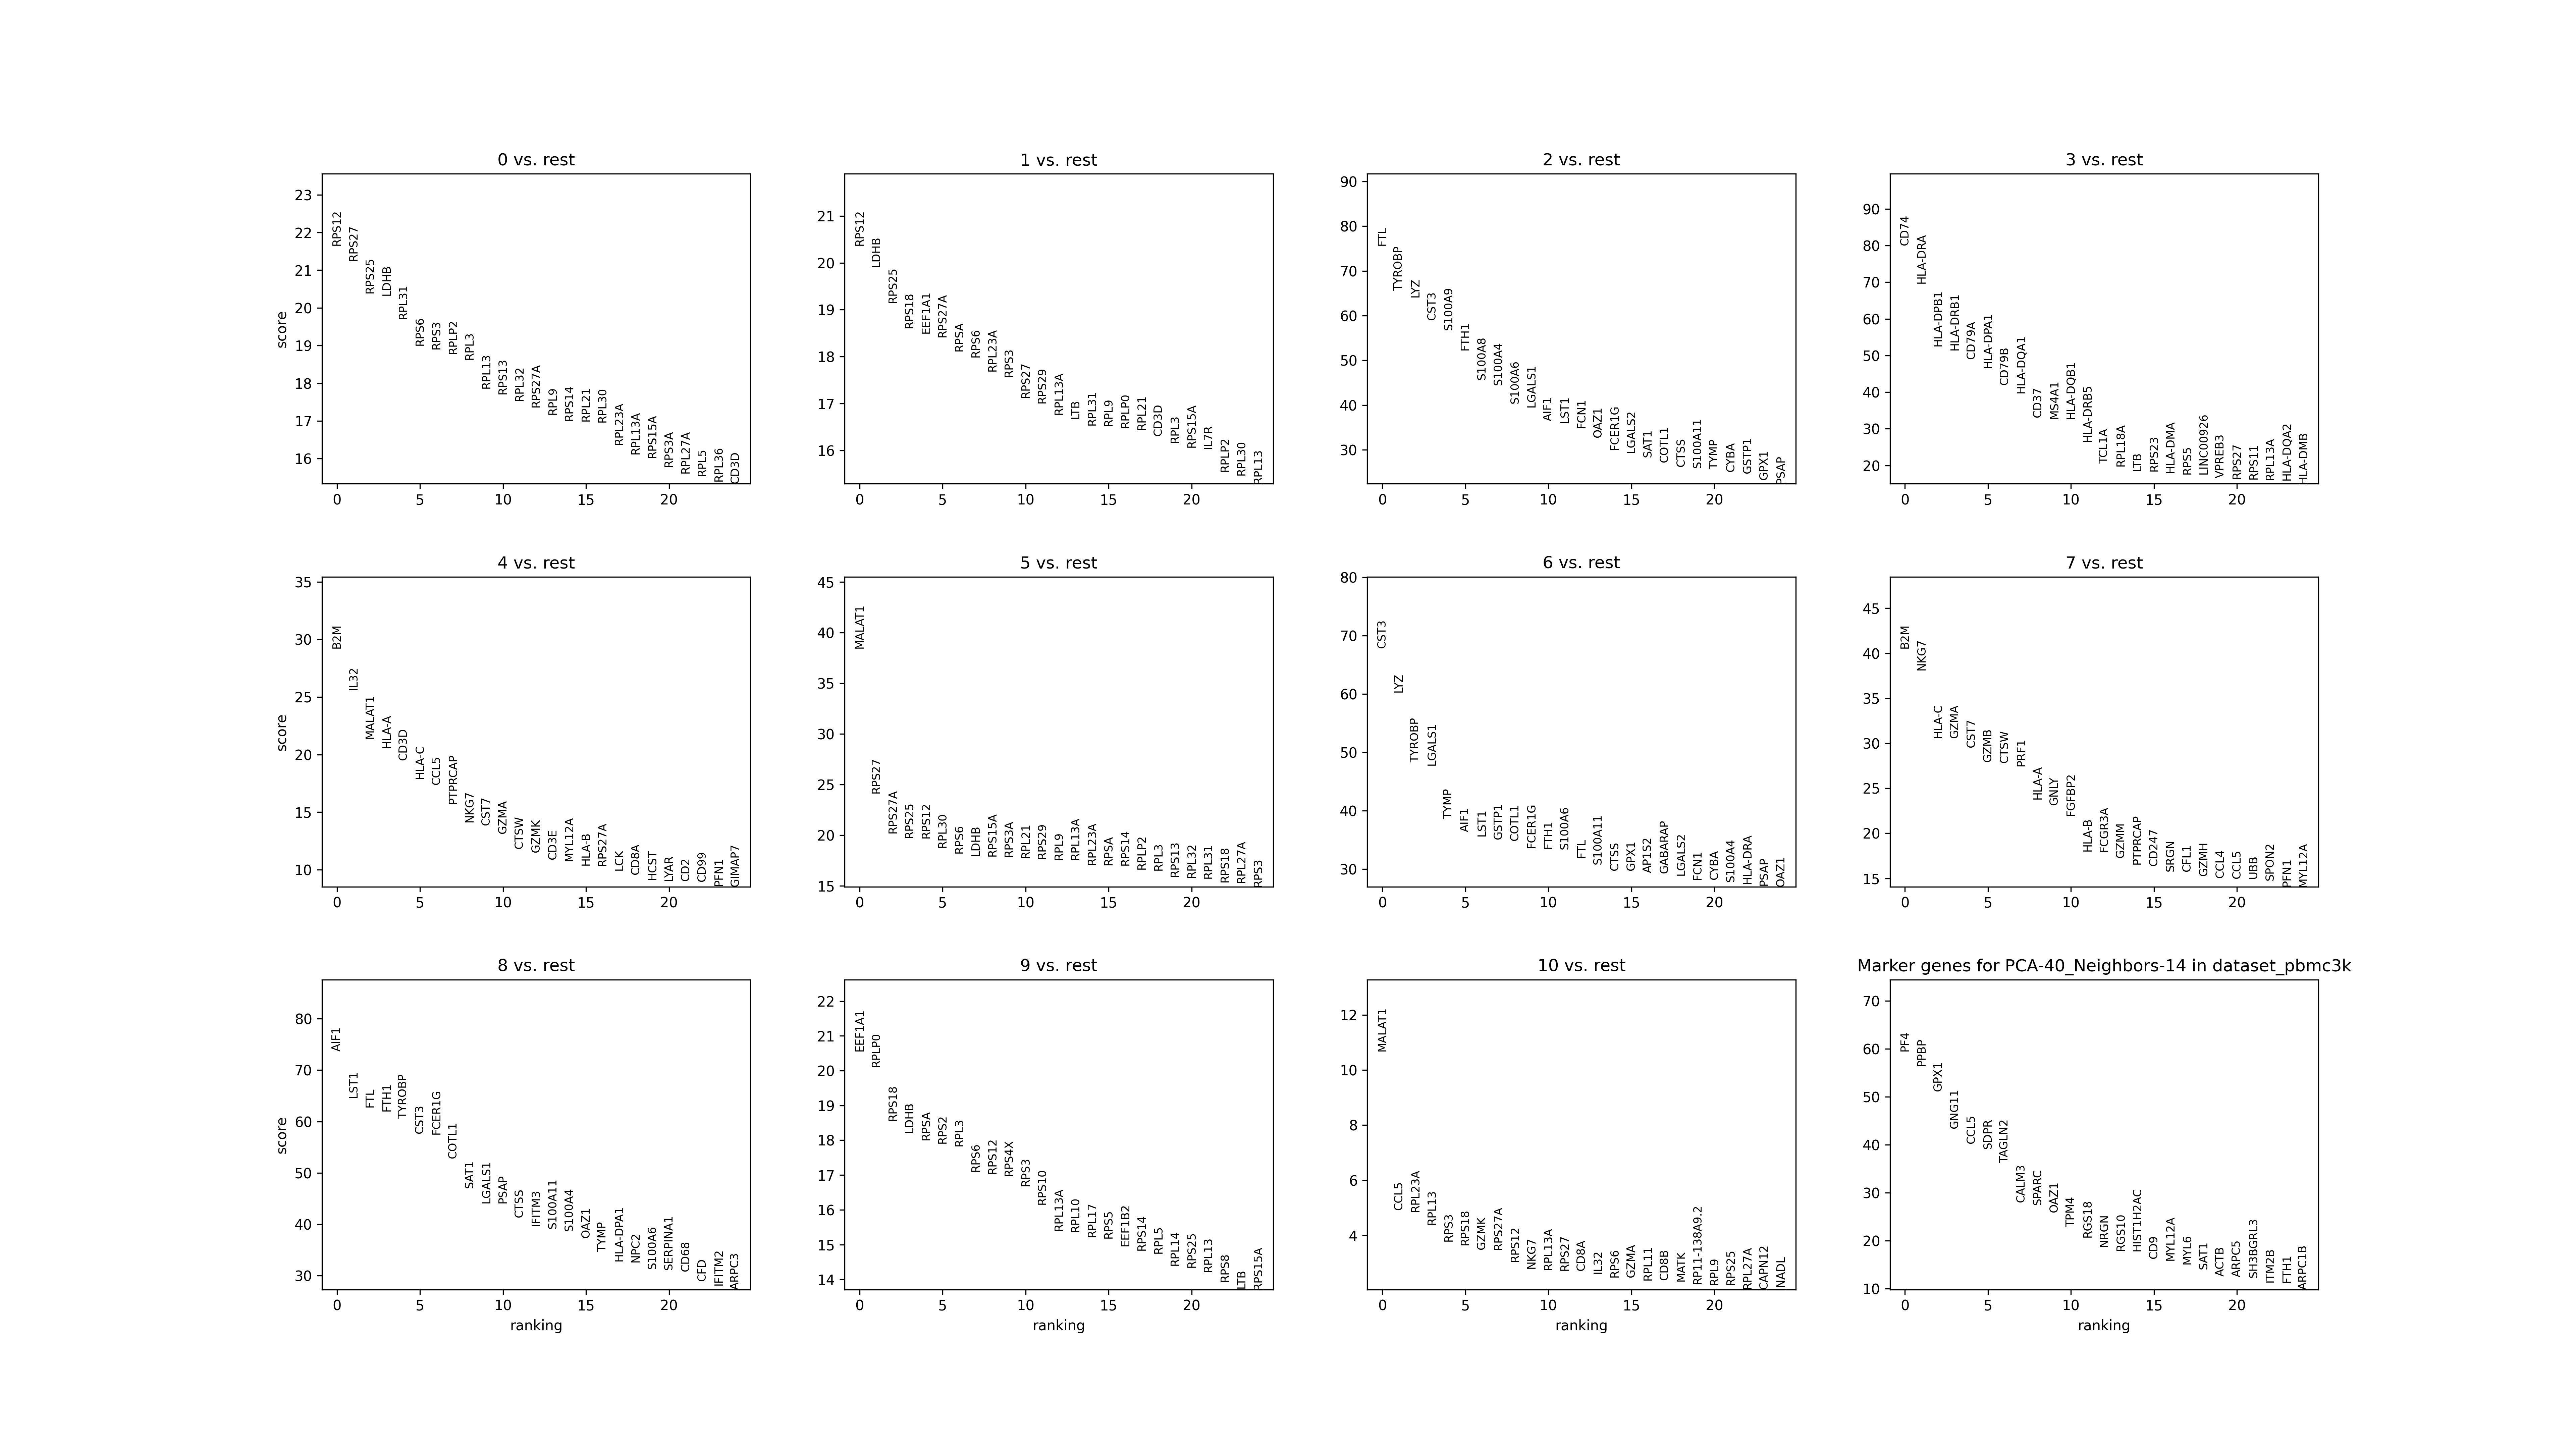 0 vs. rest
score
23
22
21
20
19
18
17
16
0 5 10 15 20
RPS12 RPS27 RPS25 LDHB RPL31 RPS6 RPS3 RPLP2 RPL3 RPL13 RPS13 RPL32 RPS27A RPL9 RPS14 RPL21 RPL30 RPL23A RPL13A RPS15A RPS3A RPL27A RPL5 RPL36 CD3D
1 vs. rest
21
20
19
18
17
16
0 5 10 15 20
RPS12 LDHB RPS25 RPS18 EEF1A1 RPS27A RPSA RPS6 RPL23A RPS3 RPS27 RPS29 RPL13A LTB RPL31 RPL9 RPLP0 RPL21 CD3D RPL3 RPS15A IL7R RPLP2 RPL30 RPL13
2 vs. rest
90
80
70
60
50
40
30
0 5 10 15 20
FTL TYROBP LYZ CST3 S100A9 FTH1 S100A8 S100A4 S100A6 LGALS1 AIF1 LST1 FCN1 OAZ1 FCER1G LGALS2 SAT1 COTL1 CTSS S100A11 TYMP CYBA GSTP1 GPX1 PSAP
3 vs. rest
90
80
70
60
50
40
30
20
0 5 10 15 20
CD74 HLA-DRA HLA-DPB1 HLA-DRB1 CD79A HLA-DPA1 CD79B HLA-DQA1 CD37 MS4A1 HLA-DQB1 HLA-DRB5 TCL1A RPL18A LTB RPS23 HLA-DMA RPS5 LINC00926 VPREB3 RPS27 RPS11 RPL13A HLA-DQA2 HLA-DMB
4 vs. rest
score
35
30
25
20
15
10
0 5 10 15 20
B2M IL32 MALAT1 HLA-A CD3D HLA-C CCL5 PTPRCAP NKG7 CST7 GZMA CTSW GZMK CD3E MYL12A HLA-B RPS27A LCK CD8A HCST LYAR CD2 CD99 PFN1 GIMAP7
5 vs. rest
45
40
35
30
25
20
15
0 5 10 15 20
MALAT1 RPS27 RPS27A RPS25 RPS12 RPL30 RPS6 LDHB RPS15A RPS3A RPL21 RPS29 RPL9 RPL13A RPL23A RPSA RPS14 RPLP2 RPL3 RPS13 RPL32 RPL31 RPS18 RPL27A RPS3
6 vs. rest
80
70
60
50
40
30
0 5 10 15 20
CST3 LYZ TYROBP LGALS1 TYMP AIF1 LST1 GSTP1 COTL1 FCER1G FTH1 S100A6 FTL S100A11 CTSS GPX1 AP1S2 GABARAP LGALS2 FCN1 CYBA S100A4 HLA-DRA PSAP OAZ1
7 vs. rest
45
40
35
30
25
20
15
0 5 10 15 20
B2M NKG7 HLA-C GZMA CST7 GZMB CTSW PRF1 HLA-A GNLY FGFBP2 HLA-B FCGR3A GZMM PTPRCAP CD247 SRGN CFL1 GZMH CCL4 CCL5 UBB SPON2 PFN1 MYL12A
8 vs. rest
score
80
70
60
50
40
30
0 5 10 15 20
ranking
AIF1 LST1 FTL FTH1 TYROBP CST3 FCER1G COTL1 SAT1 LGALS1 PSAP CTSS IFITM3 S100A11 S100A4 OAZ1 TYMP HLA-DPA1 NPC2 S100A6 SERPINA1 CD68 CFD IFITM2 ARPC3
9 vs. rest
22
21
20
19
18
17
16
15
14
0 5 10 15 20
ranking
EEF1A1 RPLP0 RPS18 LDHB RPSA RPS2 RPL3 RPS6 RPS12 RPS4X RPS3 RPS10 RPL13A RPL10 RPL17 RPS5 EEF1B2 RPS14 RPL5 RPL14 RPS25 RPL13 RPS8 LTB RPS15A
10 vs. rest
12
10
8
6
4
0 5 10 15 20
ranking
MALAT1 CCL5 RPL23A RPL13 RPS3 RPS18 GZMK RPS27A RPS12 NKG7 RPL13A RPS27 CD8A IL32 RPS6 GZMA RPL11 CD8B MATK RP11-138A9.2 RPL9 RPS25 RPL27A CAPN12 INADL
Marker genes for PCA-40_Neighbors-14 in dataset_pbmc3k
70
60
50
40
30
20
10
0 5 10 15 20
ranking
PF4 PPBP GPX1 GNG11 CCL5 SDPR TAGLN2 CALM3 SPARC OAZ1 TPM4 RGS18 NRGN RGS10 HIST1H2AC CD9 MYL12A MYL6 SAT1 ACTB ARPC5 SH3BGRL3 ITM2B FTH1 ARPC1B